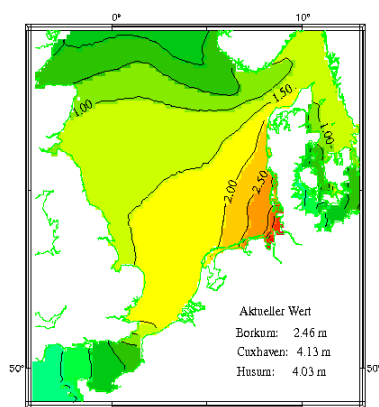 0° 10°
1.50
1.00
1.00
2.00
2.50
Aktueller Wert
Borkum: 2.46 m
Cuxhaven: 4.13 m
Husum: 4.03 m
50° 50°